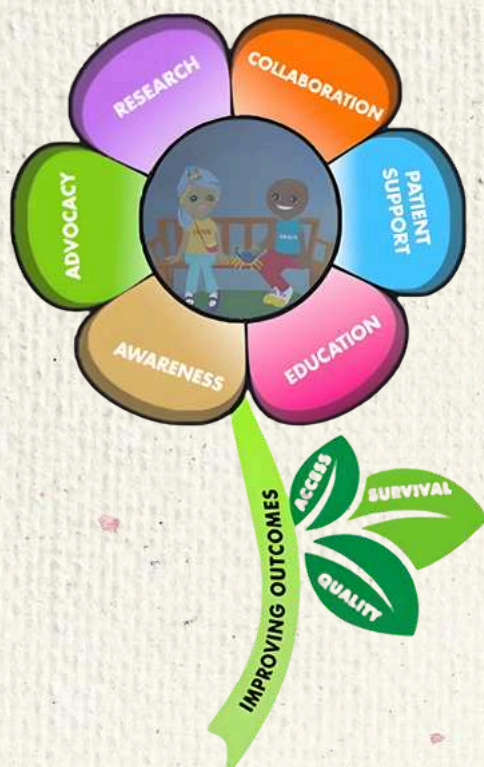 RESEARCH
COLLABORATION
PATIENT
SUPPORT
EDUCATION
AWARENESS
ADVOCACY
IMPROVING OUTCOMES
ACCESS
SURVIVAL
QUALITY